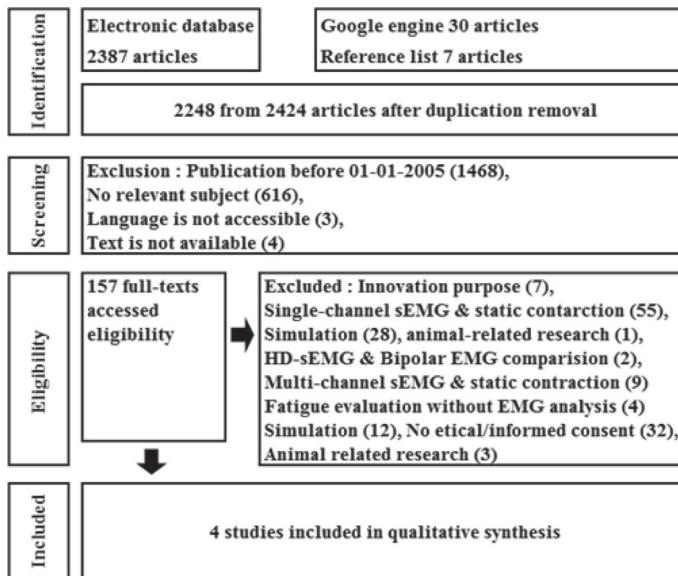 Identification
Electronic database
2387 articles
Google engine 30 articles
Reference list 7 articles
2248 from 2424 articles after duplication removal
Screening
Exclusion : Publication before 01-01-2005 (1468),
No relevant subject (616),
Language is not accessible (3),
Text is not available (4)
Eligibility
157 full-texts
accessed
eligibility
Excluded : Innovation purpose (7),
Single-channel sEMG & static contarction (55),
Simulation (28), animal-related research (1),
HD-sEMG & Bipolar EMG comparision (2),
Multi-channel sEMG & static contraction (9)
Fatigue evaluation without EMG analysis (4)
Simulation (12), No etical/informed consent (32),
Animal related research (3)
Included
4 studies included in qualitative synthesis